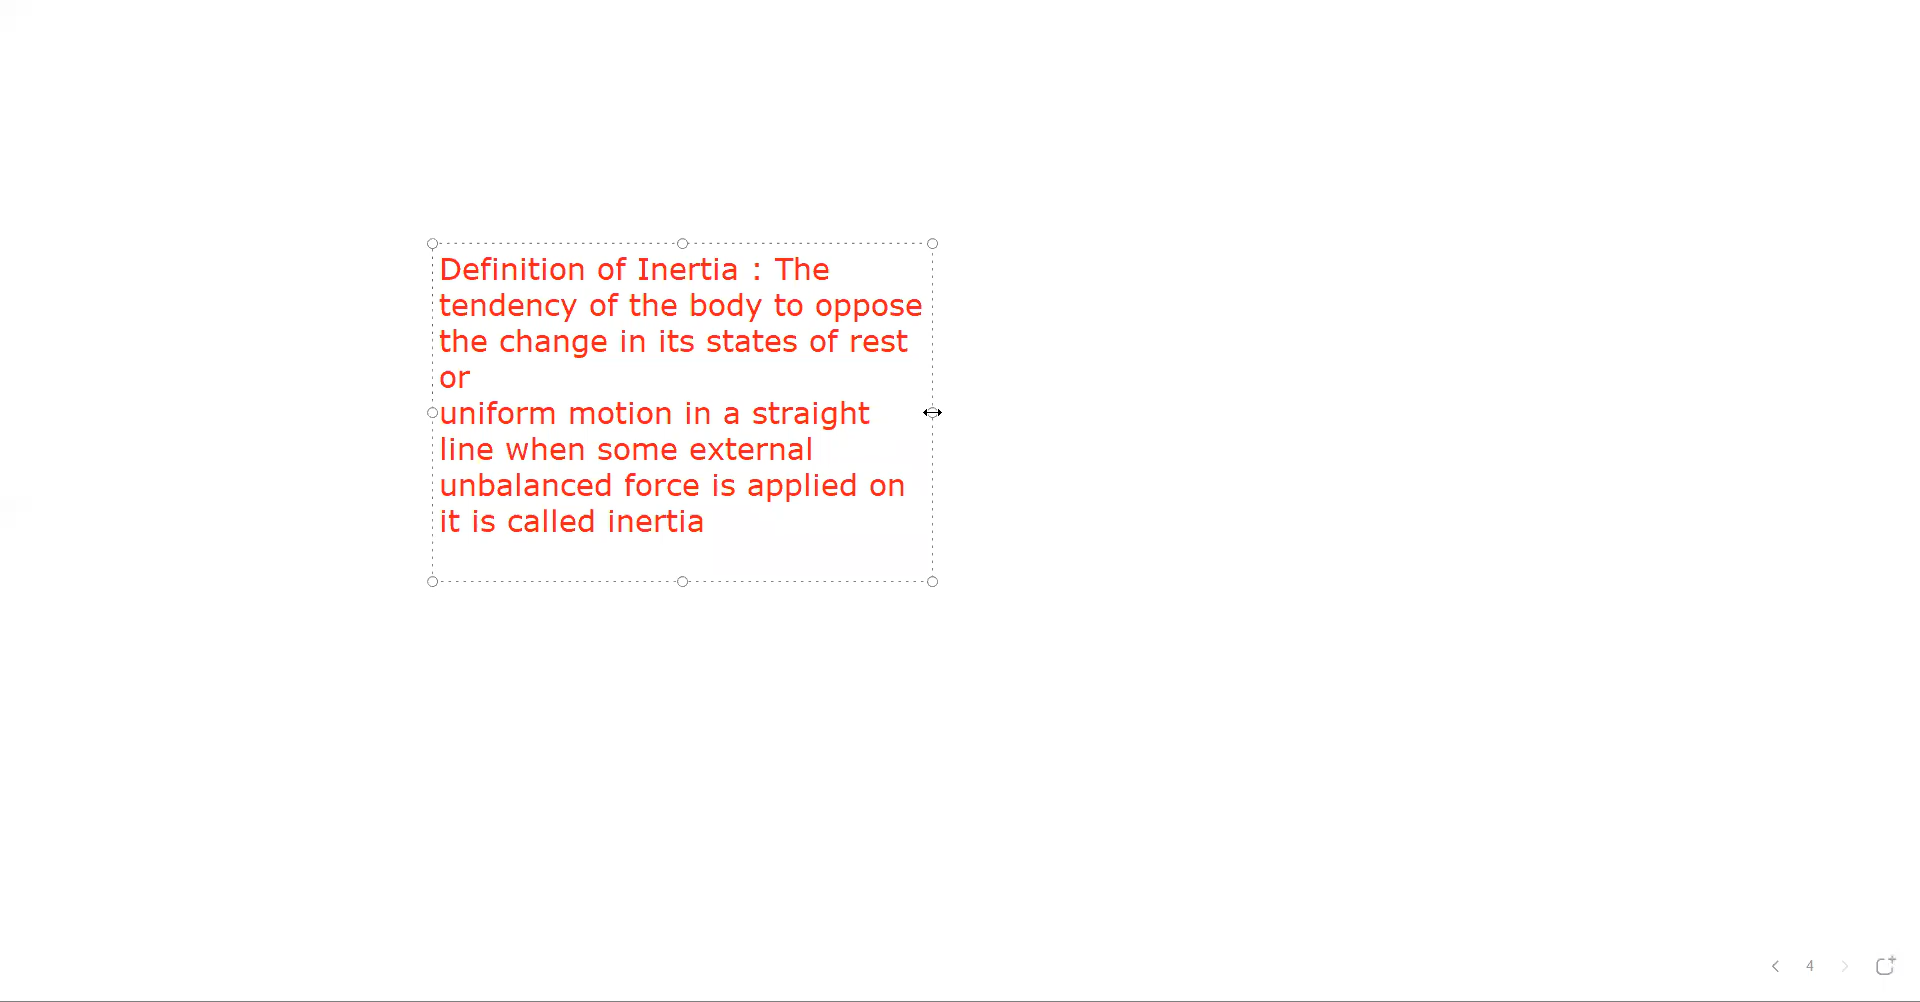 Definition of Inertia : The
tendency of the body to oppose
the change in its states of rest
or
uniform motion in a straight
line when some external
unbalanced force is applied on
it is called inertia
4